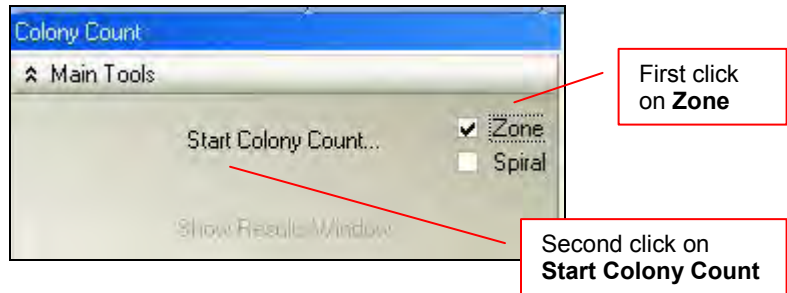 Colony Count
Main Tools
First click
on Zone
Start Colony Count...
Zone
Spiral
Show Results Window
Second click on
Start Colony Count